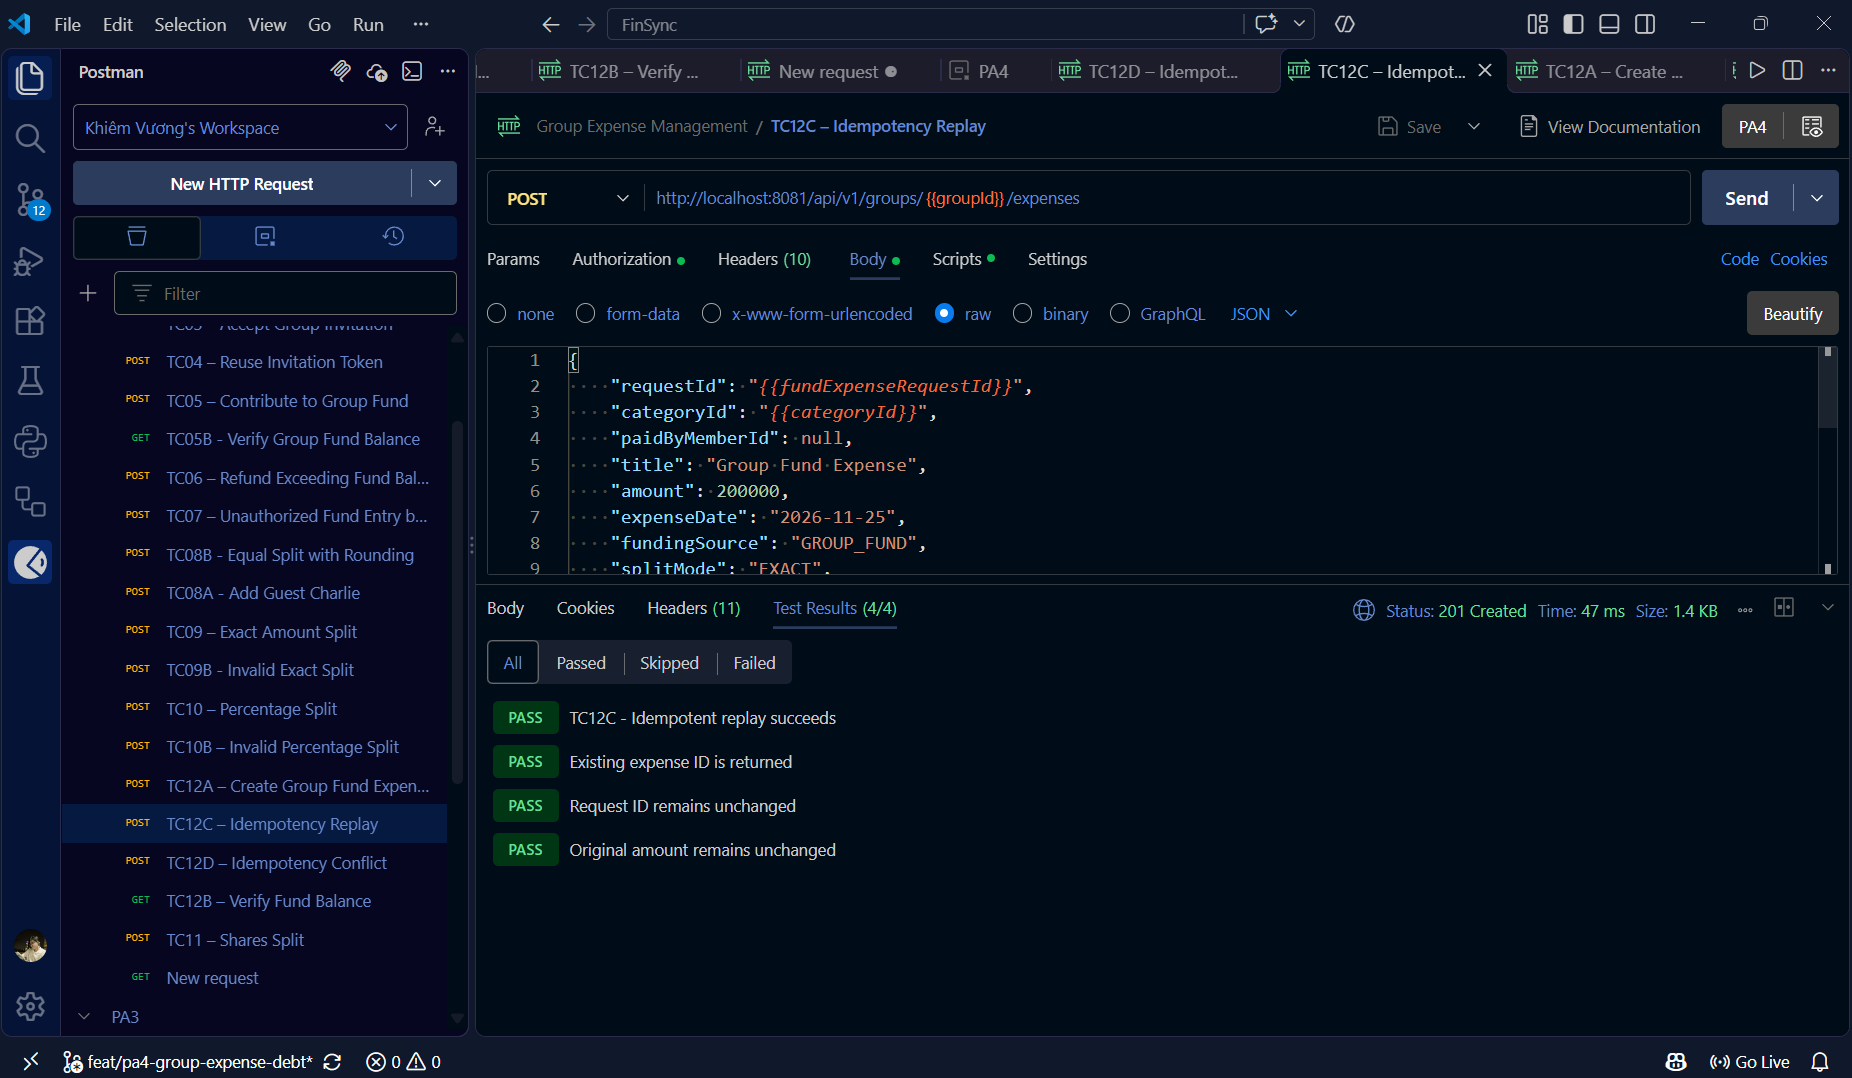 File Edit Selection View Go Run ···
FinSync
Postman
... TC12B – Verify ... New request PA4 TC12D – Idempot... TC12C – Idempot... TC12A – Create ...
Khiêm Vương's Workspace
HTTP Group Expense Management / TC12C – Idempotency Replay
Save View Documentation PA4
New HTTP Request
POST http://localhost:8081/api/v1/groups/{{groupId}}/expenses
Send
Params Authorization Headers (10) Body Scripts Settings
Code Cookies
Filter
none form-data x-www-form-urlencoded raw binary GraphQL JSON
Beautify
TC03 – Accept Group Invitation
POST TC04 – Reuse Invitation Token
POST TC05 – Contribute to Group Fund
GET TC05B - Verify Group Fund Balance
POST TC06 – Refund Exceeding Fund Bal...
POST TC07 – Unauthorized Fund Entry b...
POST TC08B - Equal Split with Rounding
POST TC08A - Add Guest Charlie
POST TC09 – Exact Amount Split
POST TC09B - Invalid Exact Split
POST TC10 – Percentage Split
POST TC10B – Invalid Percentage Split
POST TC12A – Create Group Fund Expen...
POST TC12C – Idempotency Replay
POST TC12D – Idempotency Conflict
GET TC12B – Verify Fund Balance
POST TC11 – Shares Split
GET New request
PA3
1 {
2 "requestId": "{{fundExpenseRequestId}}",
3 "categoryId": "{{categoryId}}",
4 "paidByMemberId": null,
5 "title": "Group Fund Expense",
6 "amount": 200000,
7 "expenseDate": "2026-11-25",
8 "fundingSource": "GROUP_FUND",
9 "splitMode": "EXACT",
Body Cookies Headers (11) Test Results (4/4)
Status: 201 Created Time: 47 ms Size: 1.4 KB
All Passed Skipped Failed
PASS TC12C - Idempotent replay succeeds
PASS Existing expense ID is returned
PASS Request ID remains unchanged
PASS Original amount remains unchanged
12
feat/pa4-group-expense-debt* 0 0
Go Live